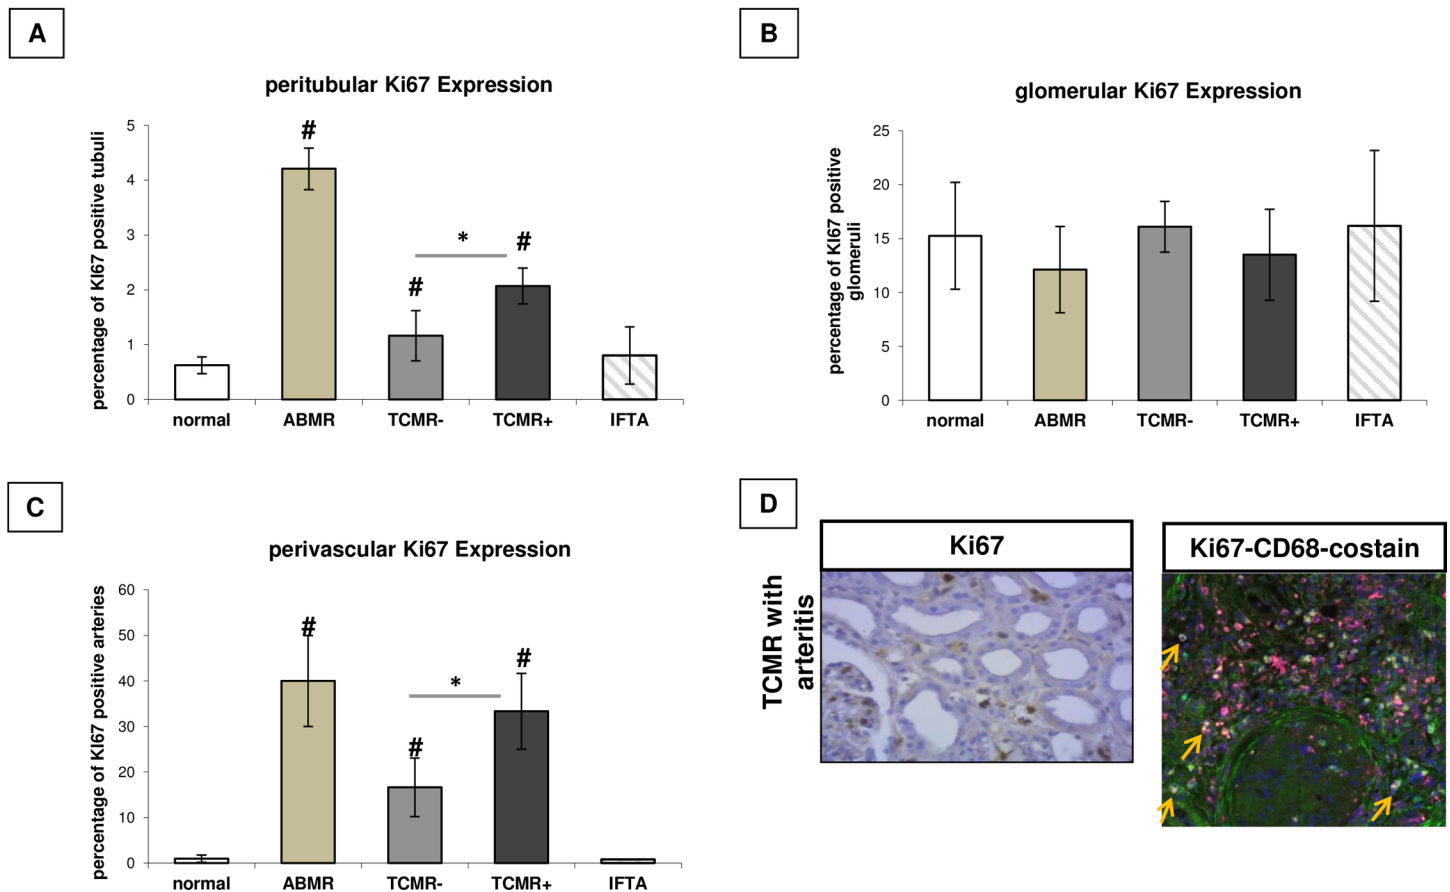 A
peritubular Ki67 Expression
percentage of KI67 positive tubuli
5
4
3
2
1
0
#
#
*
#
normal ABMR TCMR- TCMR+ IFTA
B
glomerular Ki67 Expression
percentage of KI67 positive
glomeruli
25
20
15
10
5
0
normal ABMR TCMR- TCMR+ IFTA
C
perivascular Ki67 Expression
percentage of KI67 positive arteries
60
50
40
30
20
10
0
#
#
*
#
normal ABMR TCMR- TCMR+ IFTA
D
Ki67
Ki67-CD68-costain
TCMR with
arteritis